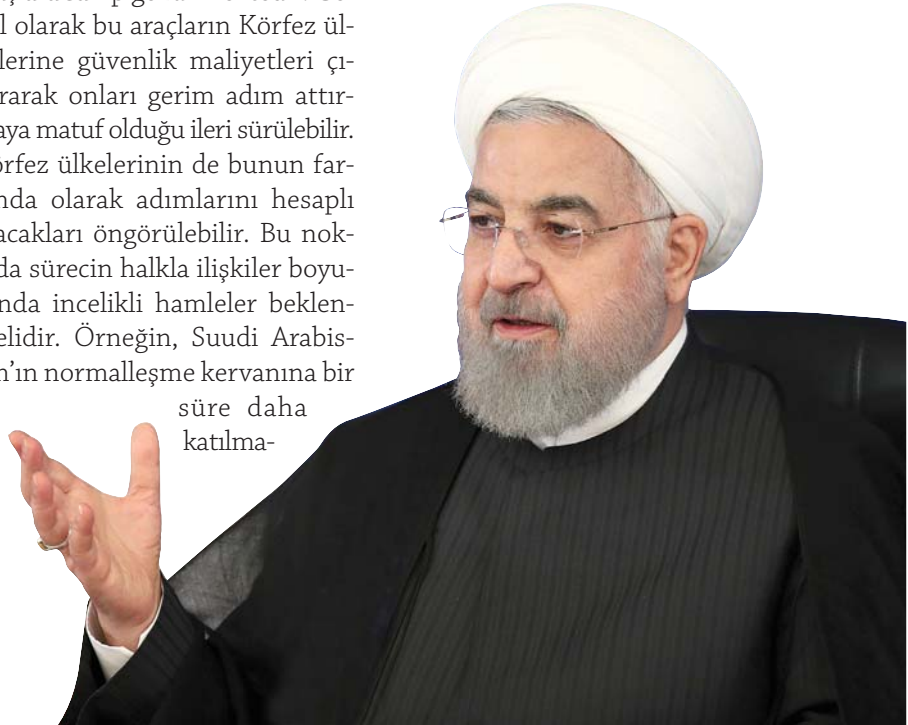 l olarak bu araçların Körfez ül-
lerine güvenlik maliyetleri çı-
rarak onları gerim adım attır-
aya matuf olduğu ileri sürülebilir.
örfez ülkelerinin de bunun far-
nda olarak adımlarını hesaplı
acakları öngörülebilir. Bu nok-
da sürecin halkla ilişkiler boyu-
nda incelikli hamleler beklen-
elidir. Örneğin, Suudi Arabis-
n’ın normalleşme kervanına bir
süre daha
katılma-